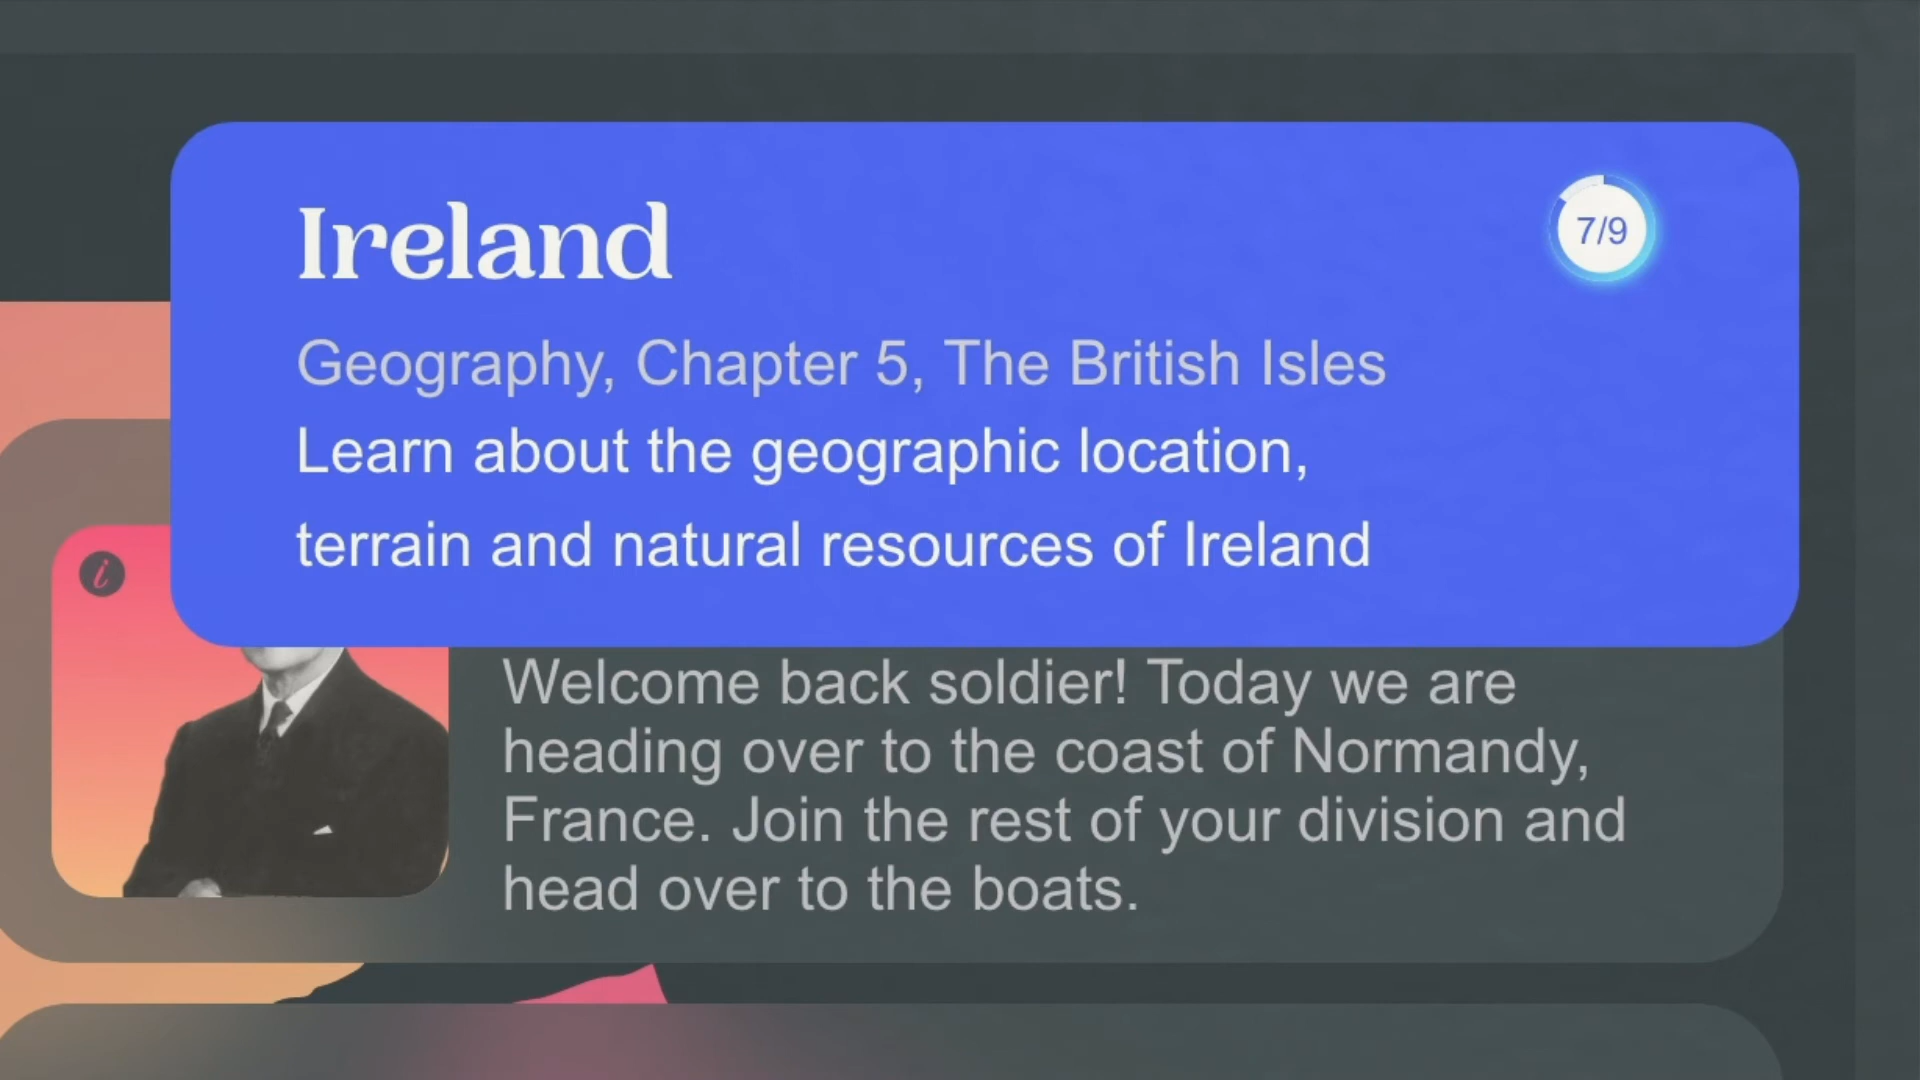 Ireland
7/9
Geography, Chapter 5, The British Isles
Learn about the geographic location,
terrain and natural resources of Ireland
i
Welcome back soldier! Today we are
heading over to the coast of Normandy,
France. Join the rest of your division and
head over to the boats.